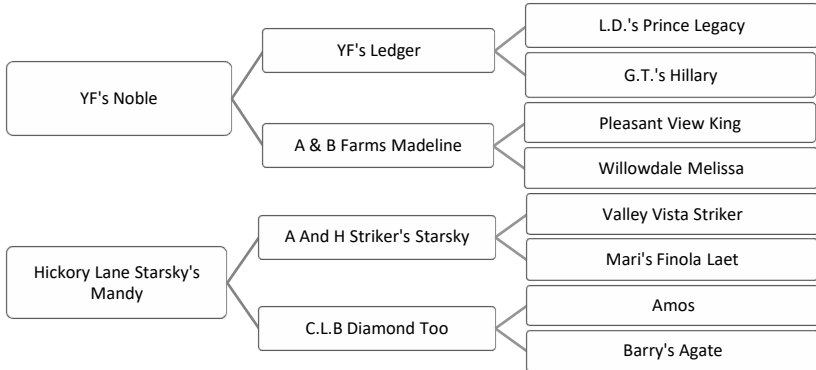 L.D.'s Prince Legacy
YF's Ledger
G.T.'s Hillary
YF's Noble
Pleasant View King
A & B Farms Madeline
Willowdale Melissa
Valley Vista Striker
A And H Striker's Starsky
Mari's Finola Laet
Hickory Lane Starsky's
Mandy
Amos
C.L.B Diamond Too
Barry's Agate